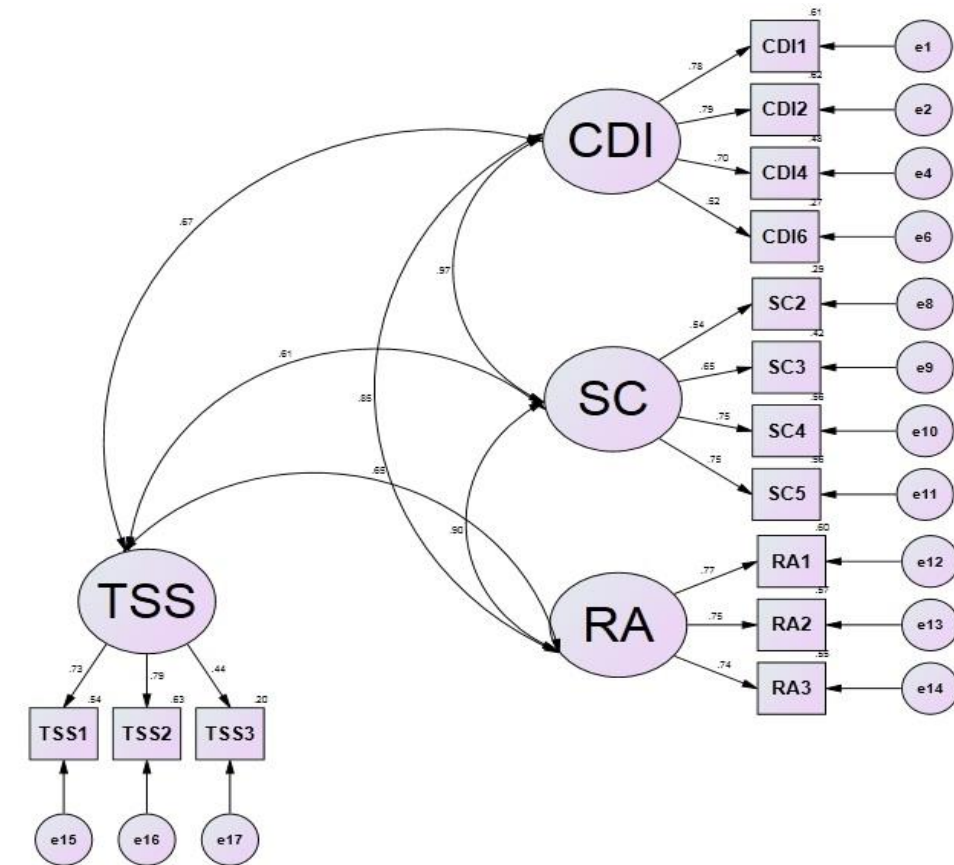 .61
CDI1
e1
.78
.62
CDI2
e2
.79
CDI
.48
CDI4
e4
.70
.27
CDI6
e6
.52
.67
.97
.29
SC2
e8
.54
.42
SC3
e9
.65
.61
SC
.56
SC4
e10
.75
.85
.56
SC5
e11
.75
.65
.90
.60
RA1
e12
.77
.57
RA2
e13
.75
TSS
RA
.55
RA3
e14
.74
.73
.79
.44
.54
.63
.20
TSS1
TSS2
TSS3
e15
e16
e17